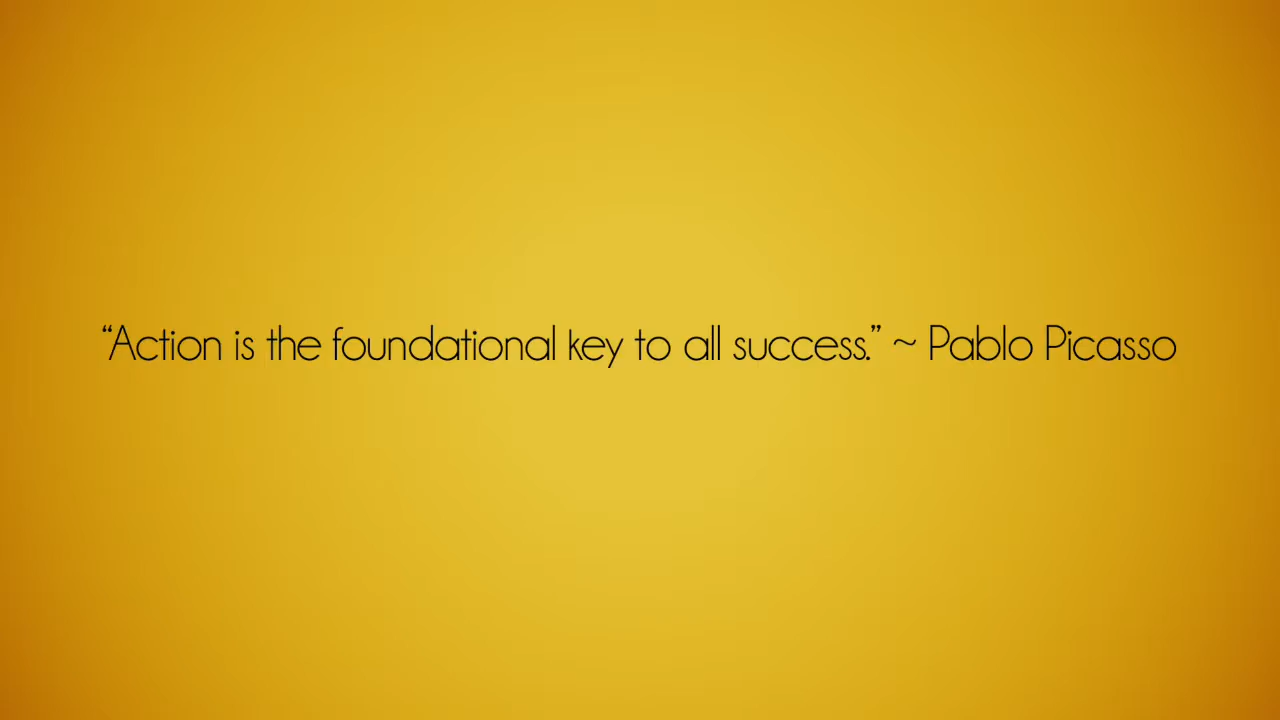 “Action is the foundational key to all success.” ~ Pablo Picasso